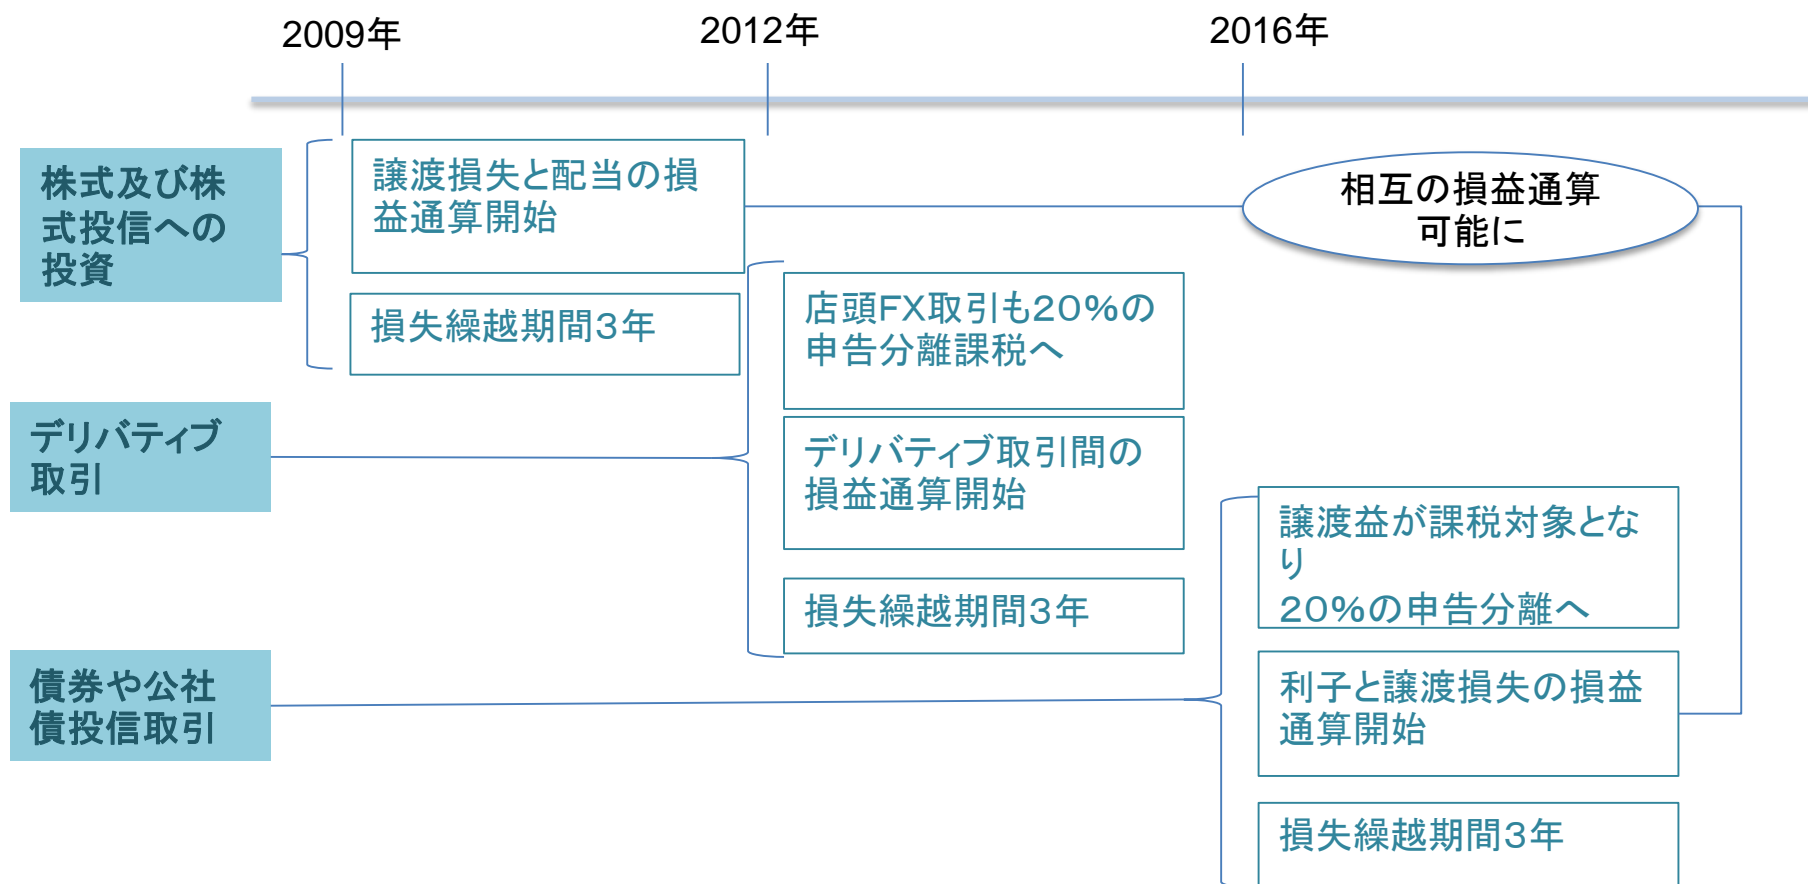 2009年
2012年
2016年
株式及び株
式投信への
投資
譲渡損失と配当の損
益通算開始
損失繰越期間3年
相互の損益通算
可能に
デリバティブ
取引
店頭FX取引も20%の
申告分離課税へ
デリバティブ取引間の
損益通算開始
損失繰越期間3年
債券や公社
債投信取引
譲渡益が課税対象とな
り
20%の申告分離へ
利子と譲渡損失の損益
通算開始
損失繰越期間3年